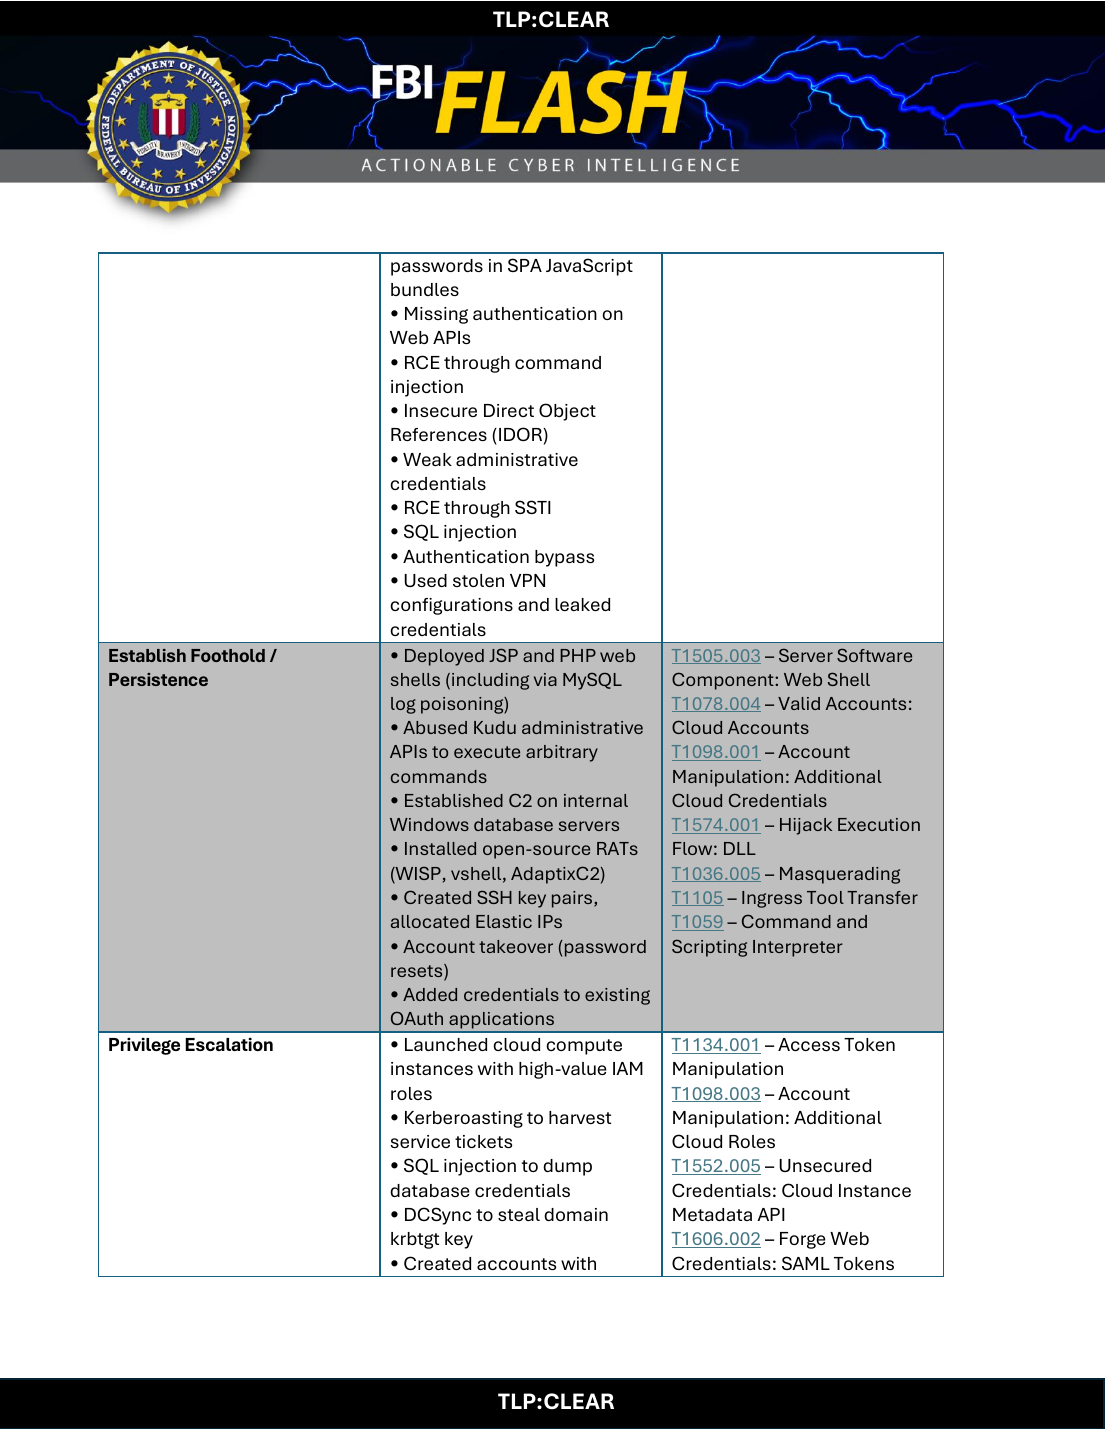 TLP:CLEAR
FBI FLASH
DEPARTMENT OF JUSTICE
FEDERAL BUREAU OF INVESTIGATION
FIDELITY BRAVERY INTEGRITY
ACTIONABLE CYBER INTELLIGENCE
passwords in SPA JavaScript
bundles
• Missing authentication on
Web APIs
• RCE through command
injection
• Insecure Direct Object
References (IDOR)
• Weak administrative
credentials
• RCE through SSTI
• SQL injection
• Authentication bypass
• Used stolen VPN
configurations and leaked
credentials
Establish Foothold /
Persistence
• Deployed JSP and PHP web
shells (including via MySQL
log poisoning)
• Abused Kudu administrative
APIs to execute arbitrary
commands
• Established C2 on internal
Windows database servers
• Installed open-source RATs
(WISP, vshell, AdaptixC2)
• Created SSH key pairs,
allocated Elastic IPs
• Account takeover (password
resets)
• Added credentials to existing
OAuth applications
T1505.003 – Server Software
Component: Web Shell
T1078.004 – Valid Accounts:
Cloud Accounts
T1098.001 – Account
Manipulation: Additional
Cloud Credentials
T1574.001 – Hijack Execution
Flow: DLL
T1036.005 – Masquerading
T1105 – Ingress Tool Transfer
T1059 – Command and
Scripting Interpreter
Privilege Escalation
• Launched cloud compute
instances with high-value IAM
roles
• Kerberoasting to harvest
service tickets
• SQL injection to dump
database credentials
• DCSync to steal domain
krbtgt key
• Created accounts with
T1134.001 – Access Token
Manipulation
T1098.003 – Account
Manipulation: Additional
Cloud Roles
T1552.005 – Unsecured
Credentials: Cloud Instance
Metadata API
T1606.002 – Forge Web
Credentials: SAML Tokens
TLP:CLEAR